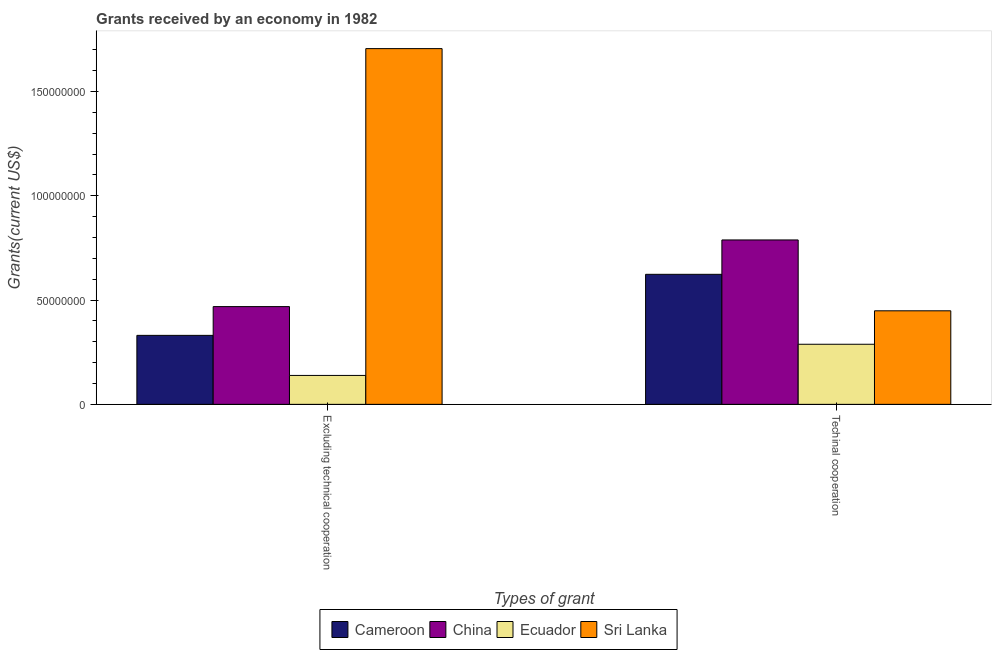 Grants received by an economy in 1982
Grants(current US$)
150000000
100000000
50000000
0
Excluding technical cooperation
Techinal cooperation
Types of grant
Cameroon
China
Ecuador
Sri Lanka